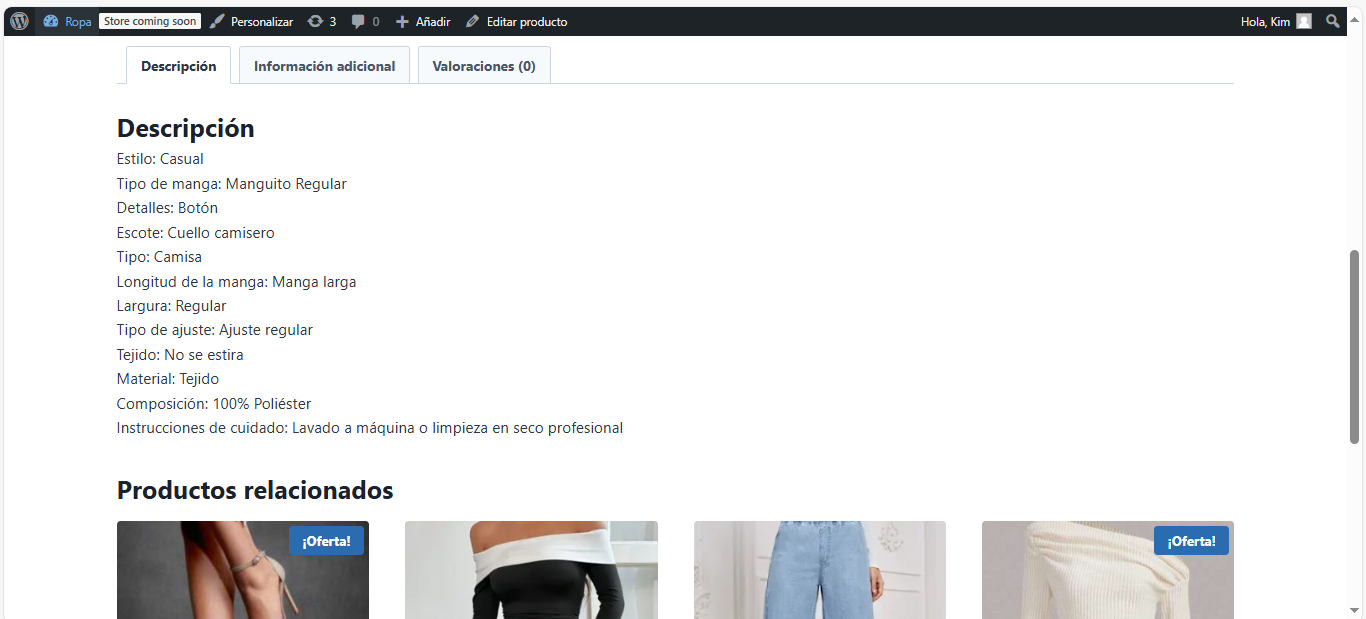 Ropa Store coming soon Personalizar 3 0 Añadir Editar producto Hola, Kim
Descripción Información adicional Valoraciones (0)
Descripción
Estilo: Casual
Tipo de manga: Manguito Regular
Detalles: Botón
Escote: Cuello camisero
Tipo: Camisa
Longitud de la manga: Manga larga
Largura: Regular
Tipo de ajuste: Ajuste regular
Tejido: No se estira
Material: Tejido
Composición: 100% Poliéster
Instrucciones de cuidado: Lavado a máquina o limpieza en seco profesional
Productos relacionados
¡Oferta! ¡Oferta!